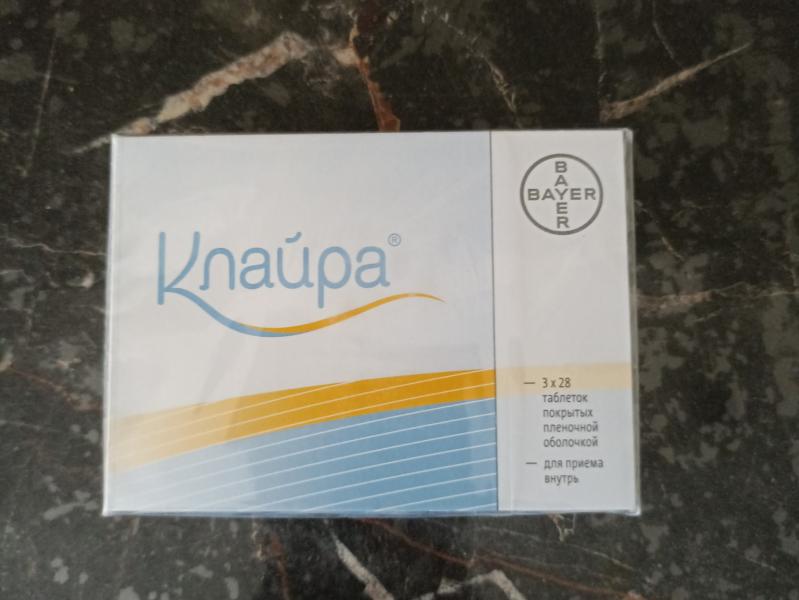 Клайра®
BAYER
BAYER
— 3 x 28
таблеток
покрытых
пленочной
оболочкой
— для приема
внутрь